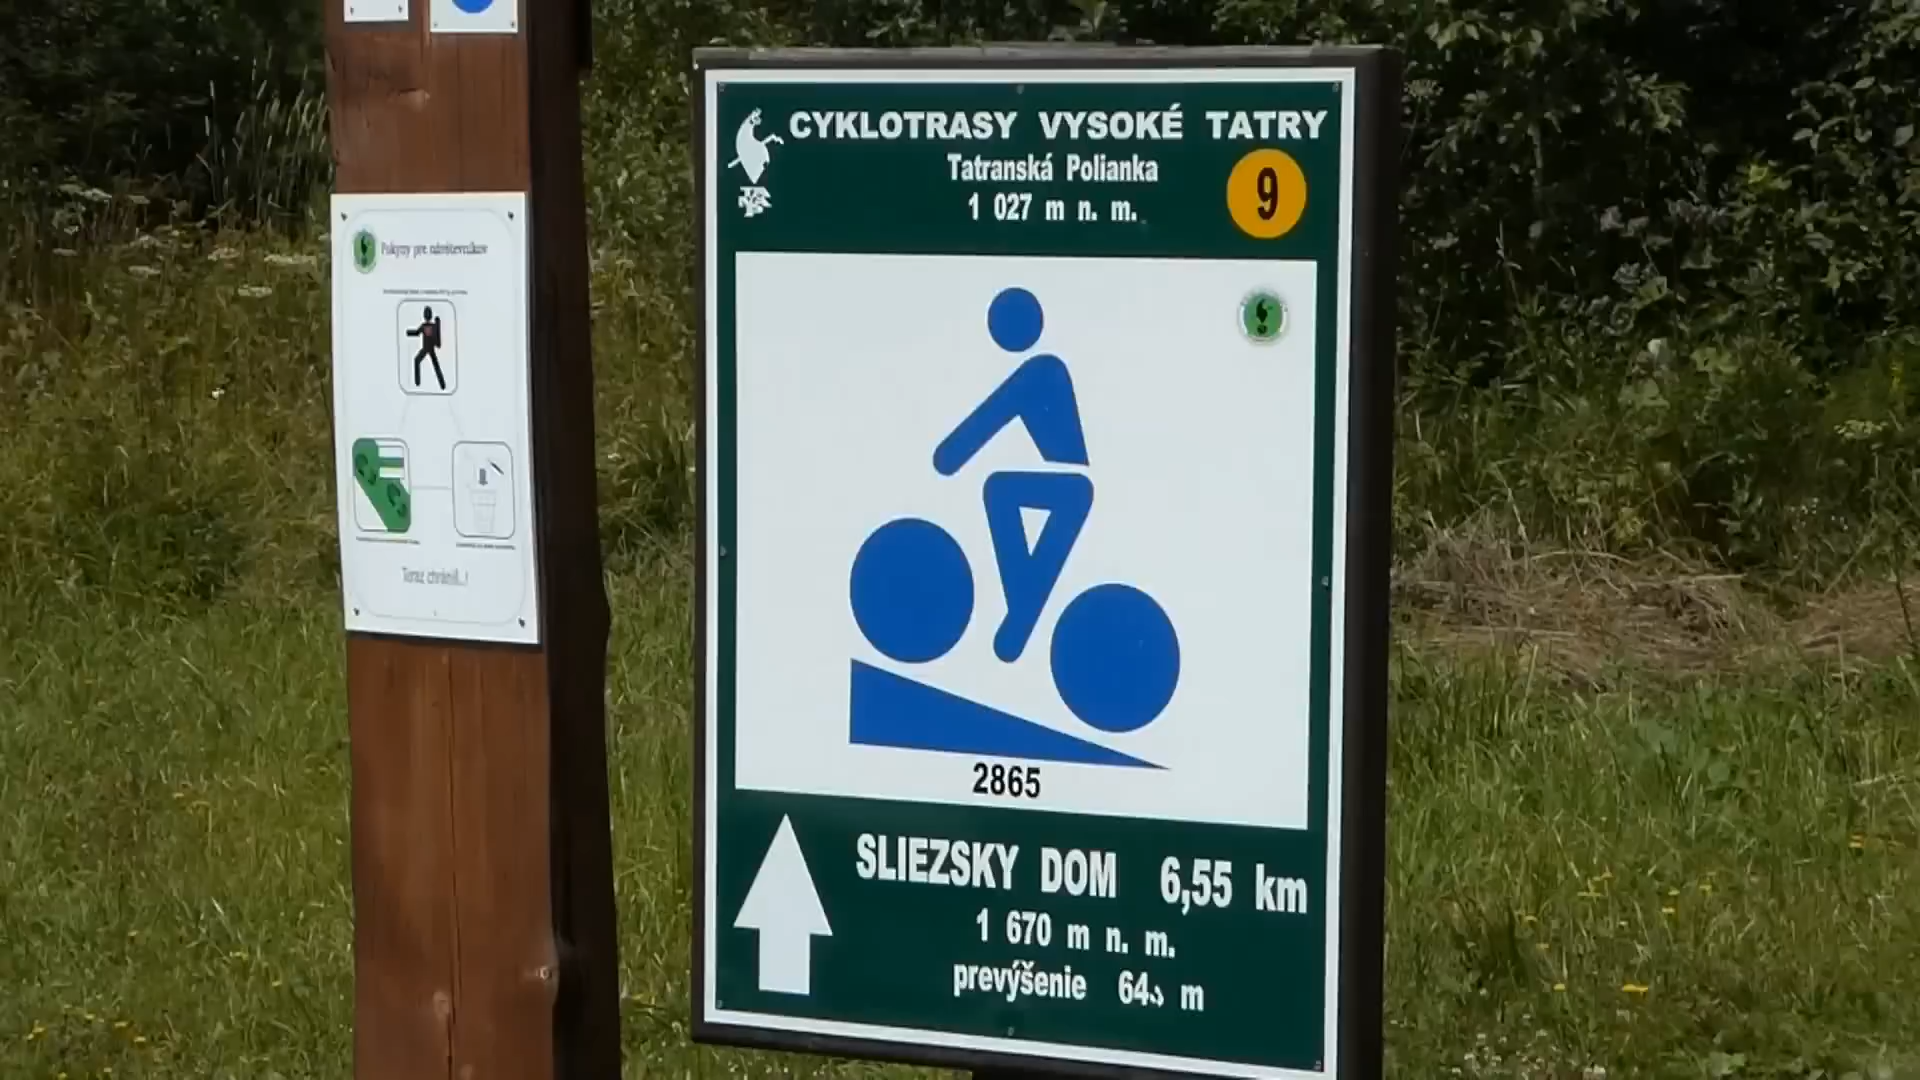 Pokyny pre návštevníkov
CYKLOTRASY VYSOKÉ TATRY
Tatranská Polianka
9
1 027 m n. m.
2865
SLIEZSKY DOM 6,55 km
1 670 m n. m.
prevýšenie m